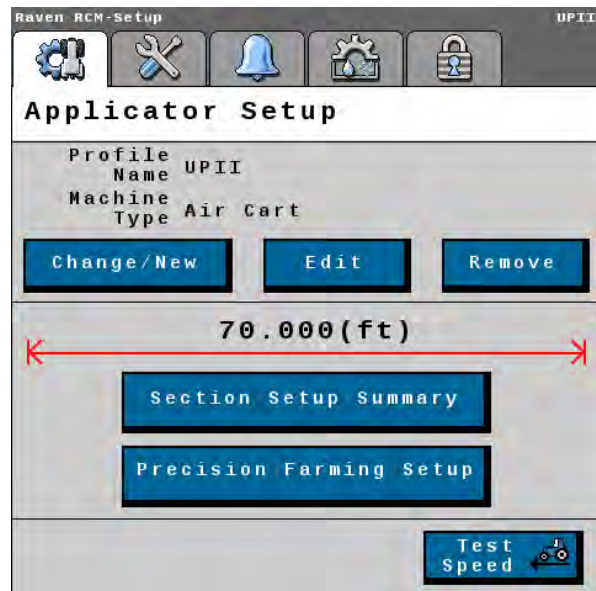 Raven RCM-Setup UPII
Applicator Setup
Profile Name UPII
Machine Type Air Cart
Change/New Edit Remove
70.000(ft)
Section Setup Summary
Precision Farming Setup
Test Speed